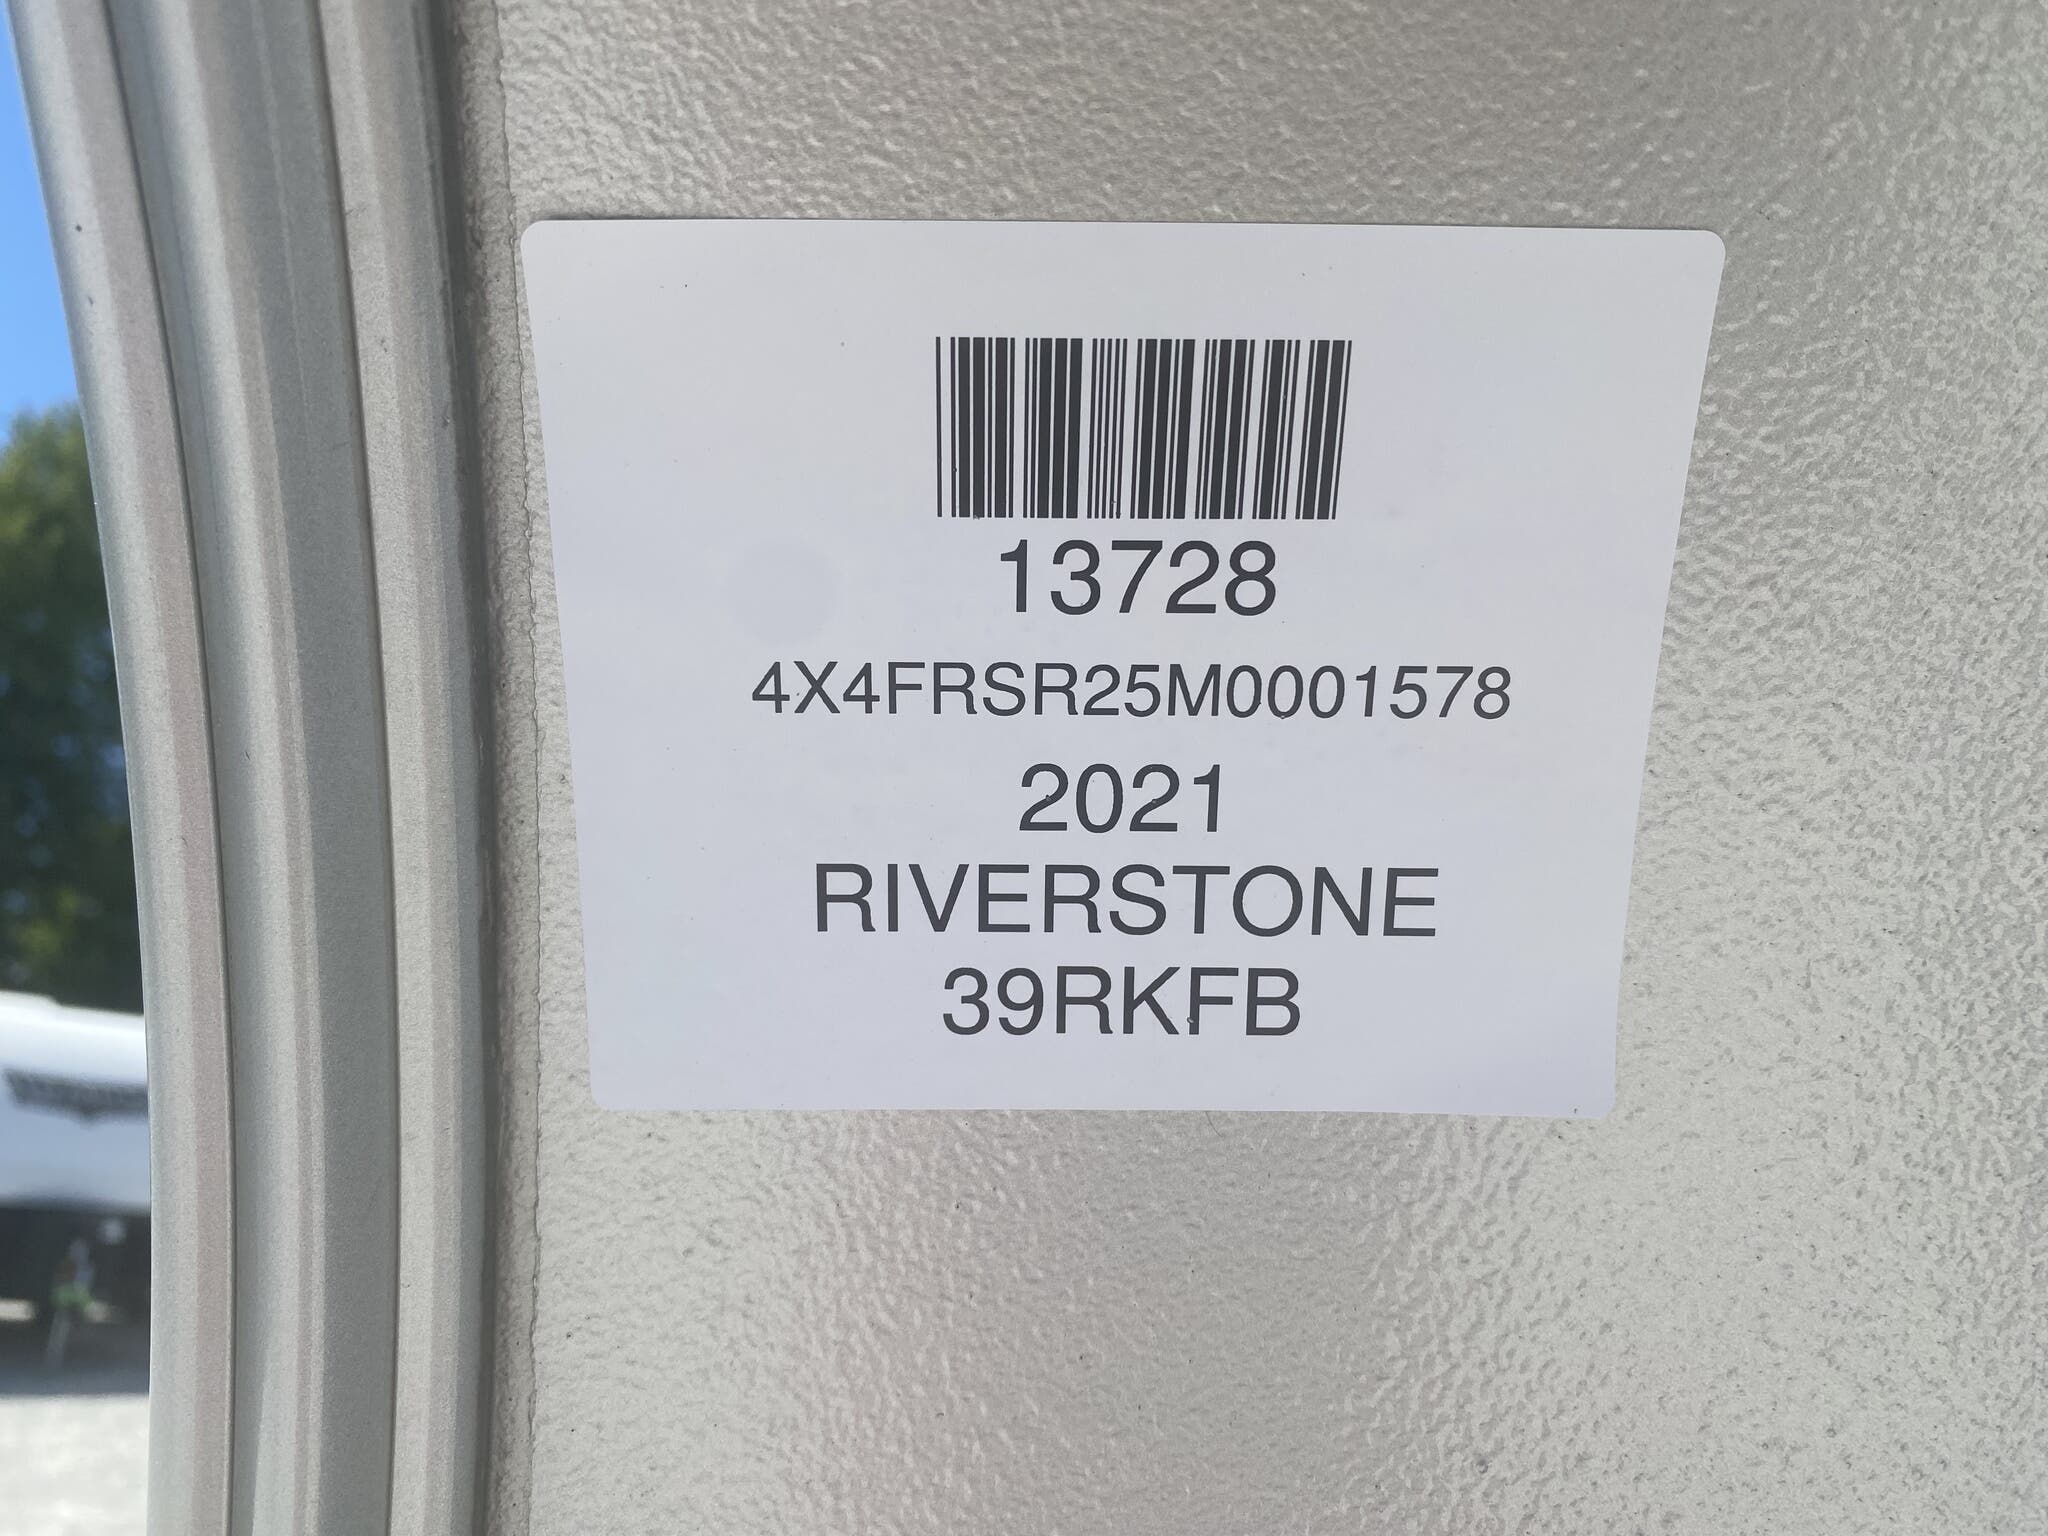 13728
4X4FRSR25M0001578
2021
RIVERSTONE
39RKFB